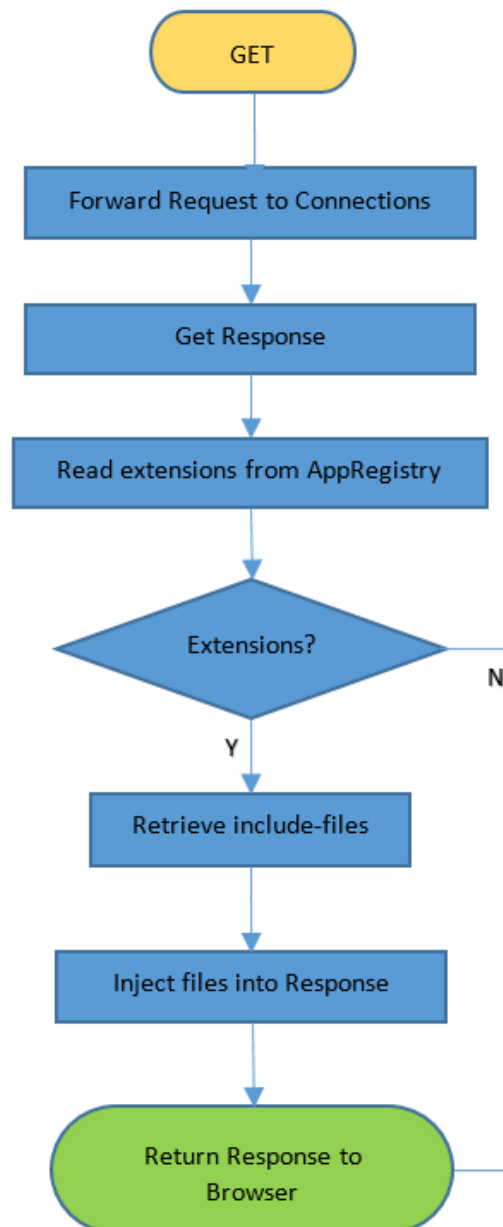 GET
Forward Request to Connections
Get Response
Read extensions from AppRegistry
Extensions?
N
Y
Retrieve include-files
Inject files into Response
Return Response to
Browser